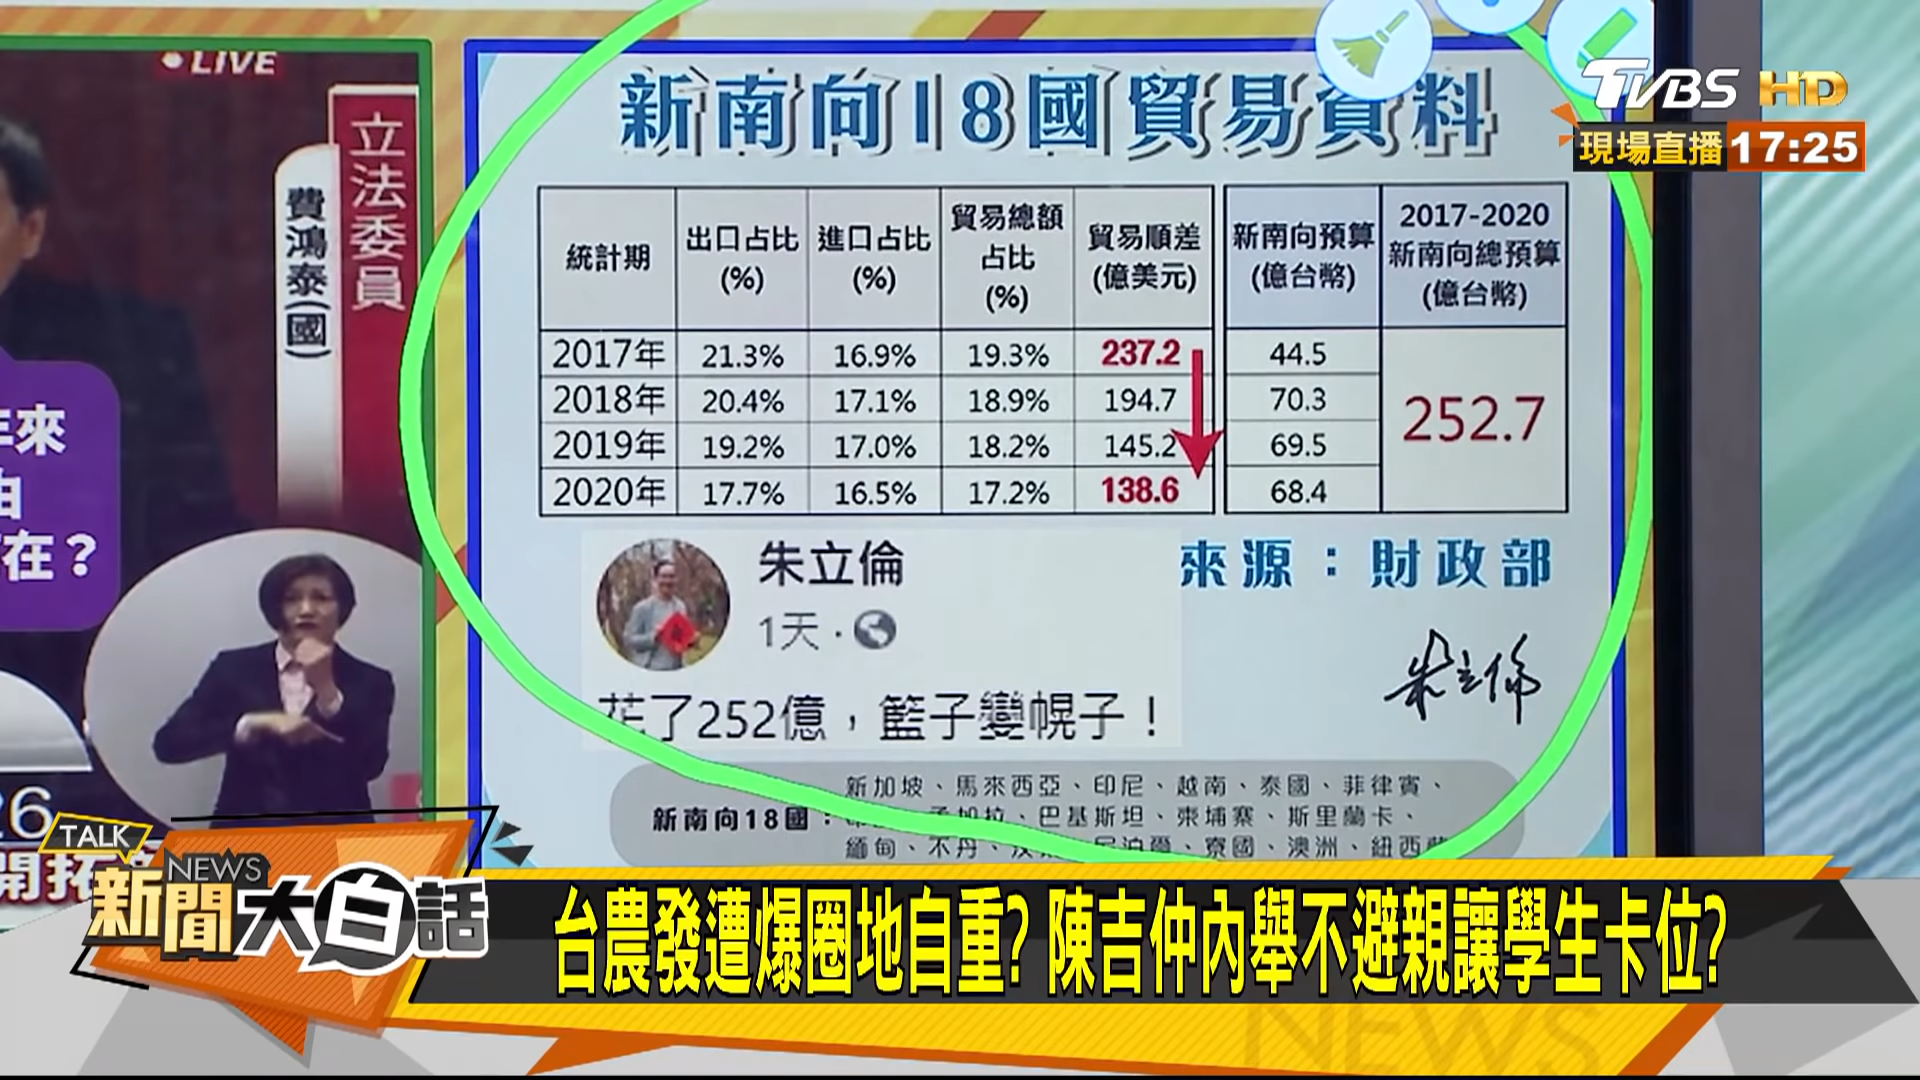 LIVE
立法委員
費鴻泰(國)
年來
在?
26
開拓
新南向18國貿易資料
TVBS HD
現場直播 17:25
統計期 出口占比(%) 進口占比(%) 貿易總額占比(%) 貿易順差(億美元) 新南向預算(億台幣) 2017-2020新南向總預算(億台幣)
2017年 21.3% 16.9% 19.3% 237.2 44.5
2018年 20.4% 17.1% 18.9% 194.7 70.3
2019年 19.2% 17.0% 18.2% 145.2 69.5
2020年 17.7% 16.5% 17.2% 138.6 68.4
252.7
朱立倫
1天
來源：財政部
朱立倫
花了252億，籃子變幌子！
新南向18國：
新加坡、馬來西亞、印尼、越南、泰國、菲律賓、
孟加拉、巴基斯坦、柬埔寨、斯里蘭卡、
緬甸、不丹、尼泊爾、寮國、澳洲、紐西蘭
TALK
NEWS
新聞大白話
台農發遭爆圈地自重? 陳吉仲內舉不避親讓學生卡位?
NEWS